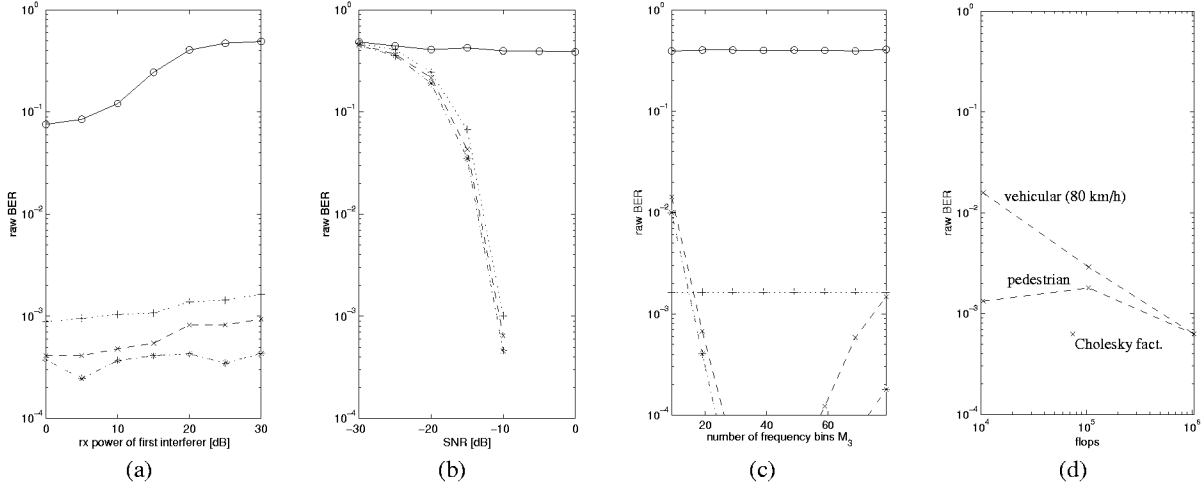 10^0
10^-1
10^-2
10^-3
10^-4
raw BER
0 5 10 15 20 25 30
rx power of first interferer [dB]
(a)
10^0
10^-1
10^-2
10^-3
10^-4
raw BER
-30 -20 -10 0
SNR [dB]
(b)
10^0
10^-1
10^-2
10^-3
10^-4
raw BER
20 40 60
number of frequency bins M_3
(c)
10^0
10^-1
10^-2
10^-3
10^-4
raw BER
vehicular (80 km/h)
pedestrian
Cholesky fact.
10^4 10^5 10^6
flops
(d)